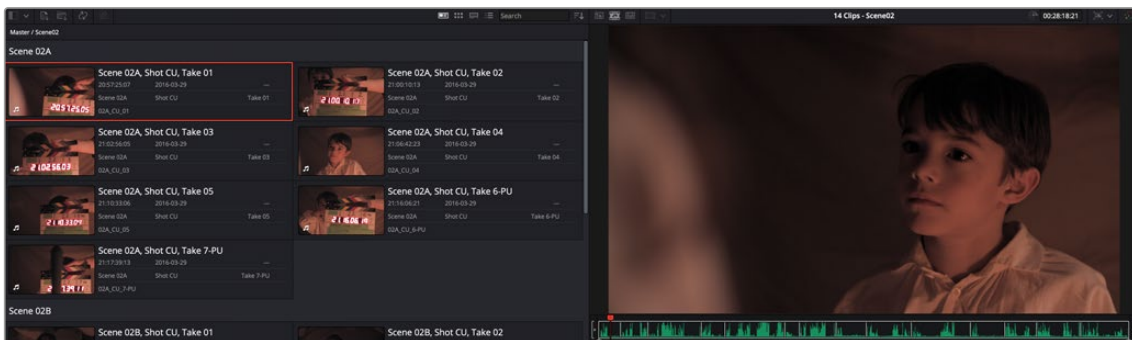 Search
14 Clips - Scene02
00:28:18:21
Master / Scene02
Scene 02A
Scene 02A, Shot CU, Take 01
20:57:25:07 2016-03-29 —
Scene 02A Shot CU Take 01
02A_CU_01
20572505
Scene 02A, Shot CU, Take 02
21:00:10:13 2016-03-29 —
Scene 02A Shot CU Take 02
02A_CU_02
Scene 02A, Shot CU, Take 03
21:02:56:05 2016-03-29 —
Scene 02A Shot CU Take 03
02A_CU_03
21025603
Scene 02A, Shot CU, Take 04
21:06:42:23 2016-03-29 —
Scene 02A Shot CU Take 04
02A_CU_04
Scene 02A, Shot CU, Take 05
21:10:33:06 2016-03-29 —
Scene 02A Shot CU Take 05
02A_CU_05
Scene 02A, Shot CU, Take 6-PU
21:16:06:21 2016-03-29 —
Scene 02A Shot CU Take 6-PU
02A_CU_6-PU
Scene 02A, Shot CU, Take 7-PU
21:17:39:13 2016-03-29 —
Scene 02A Shot CU Take 7-PU
02A_CU_7-PU
Scene 02B
Scene 02B, Shot CU, Take 01
Scene 02B, Shot CU, Take 02